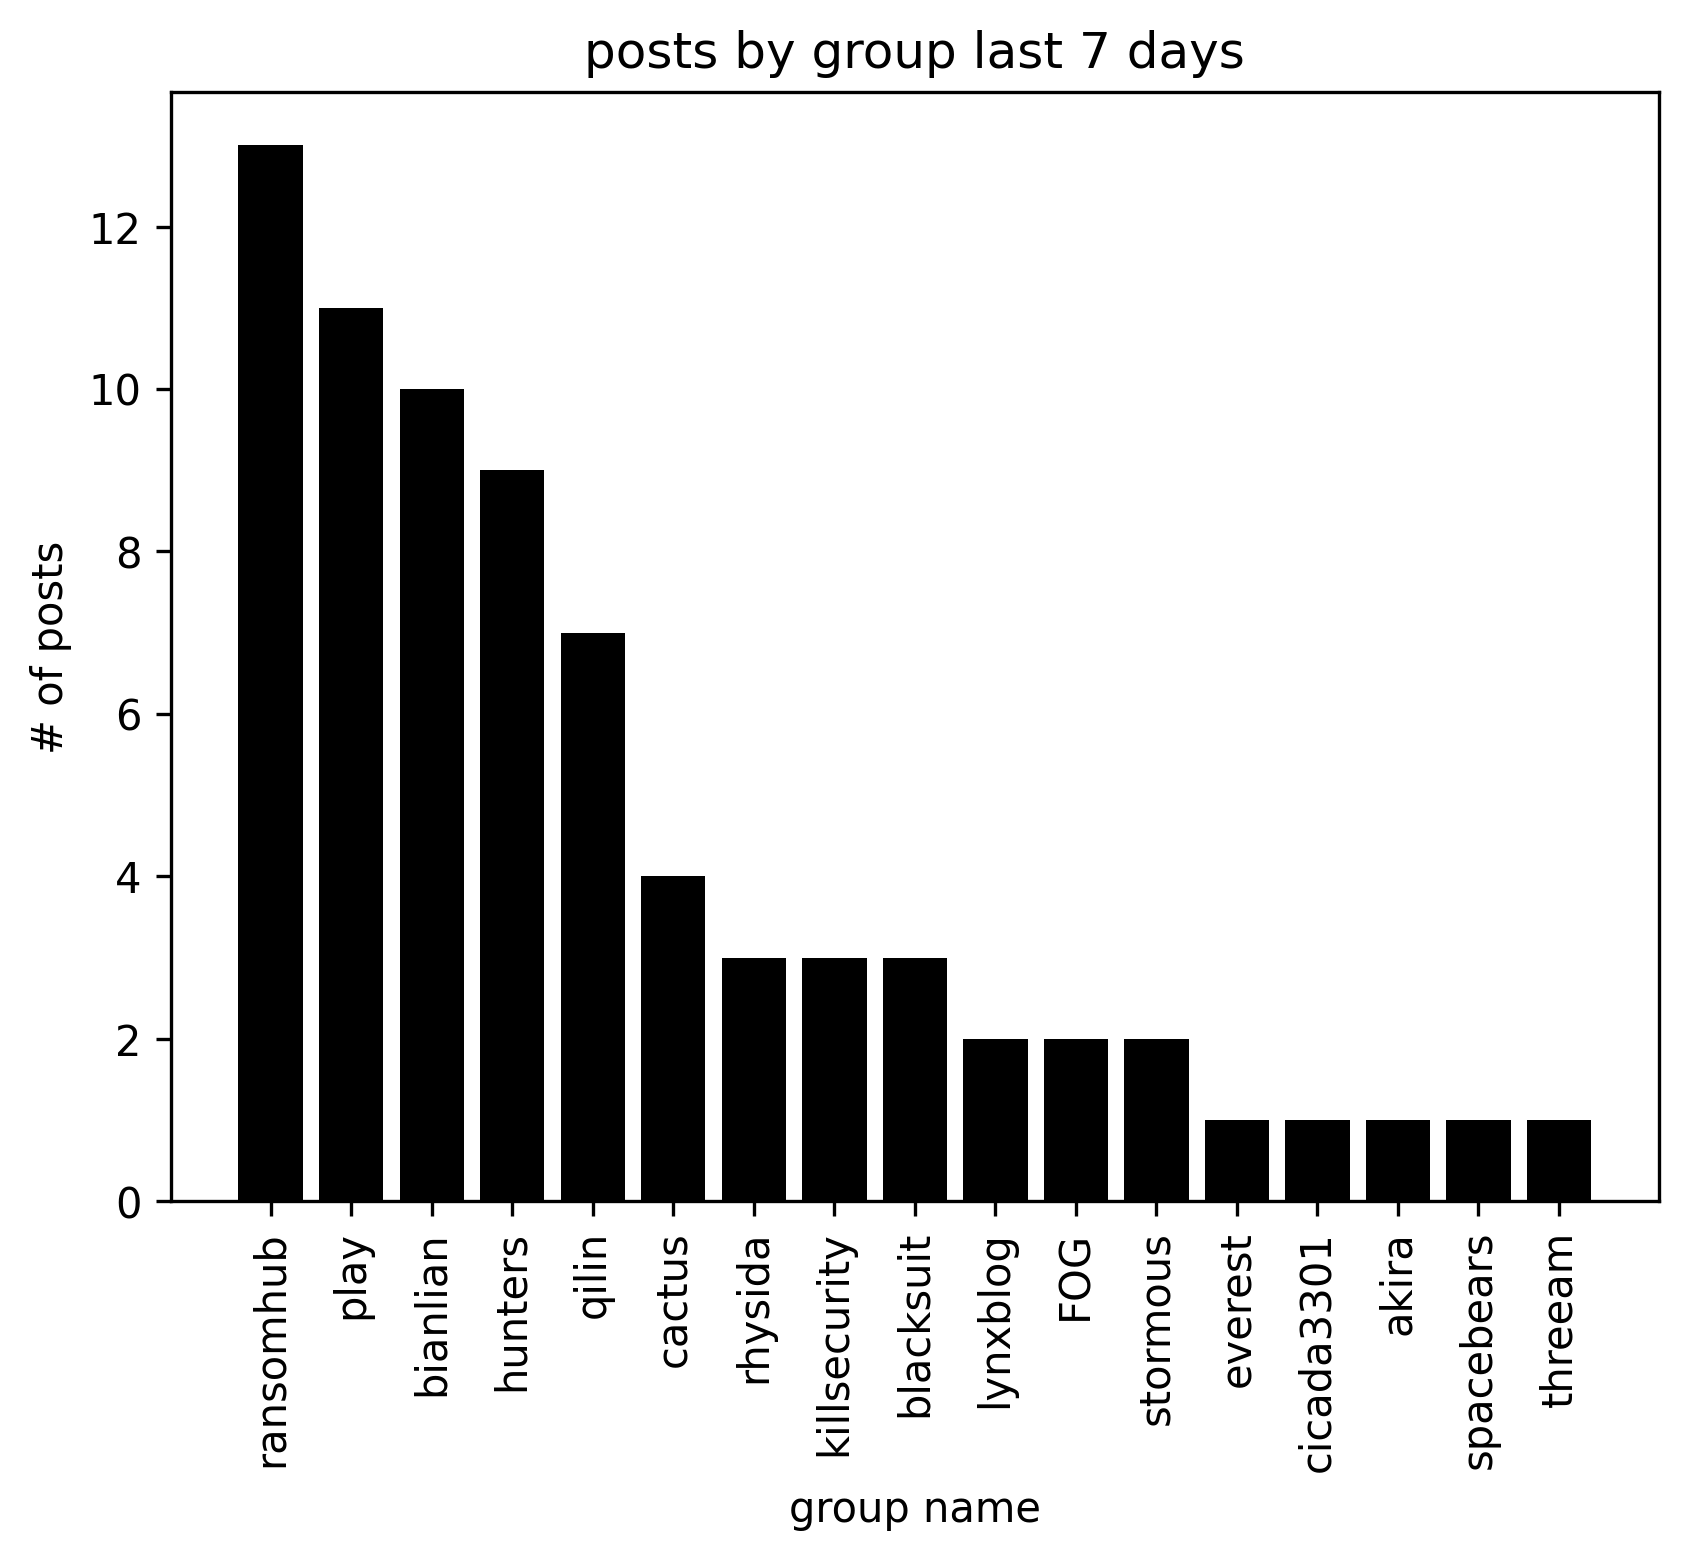 posts by group last 7 days
# of posts
12
10
8
6
4
2
0
ransomhub
play
bianlian
hunters
qilin
cactus
rhysida
killsecurity
blacksuit
lynxblog
FOG
stormous
everest
cicada3301
akira
spacebears
threeam
group name